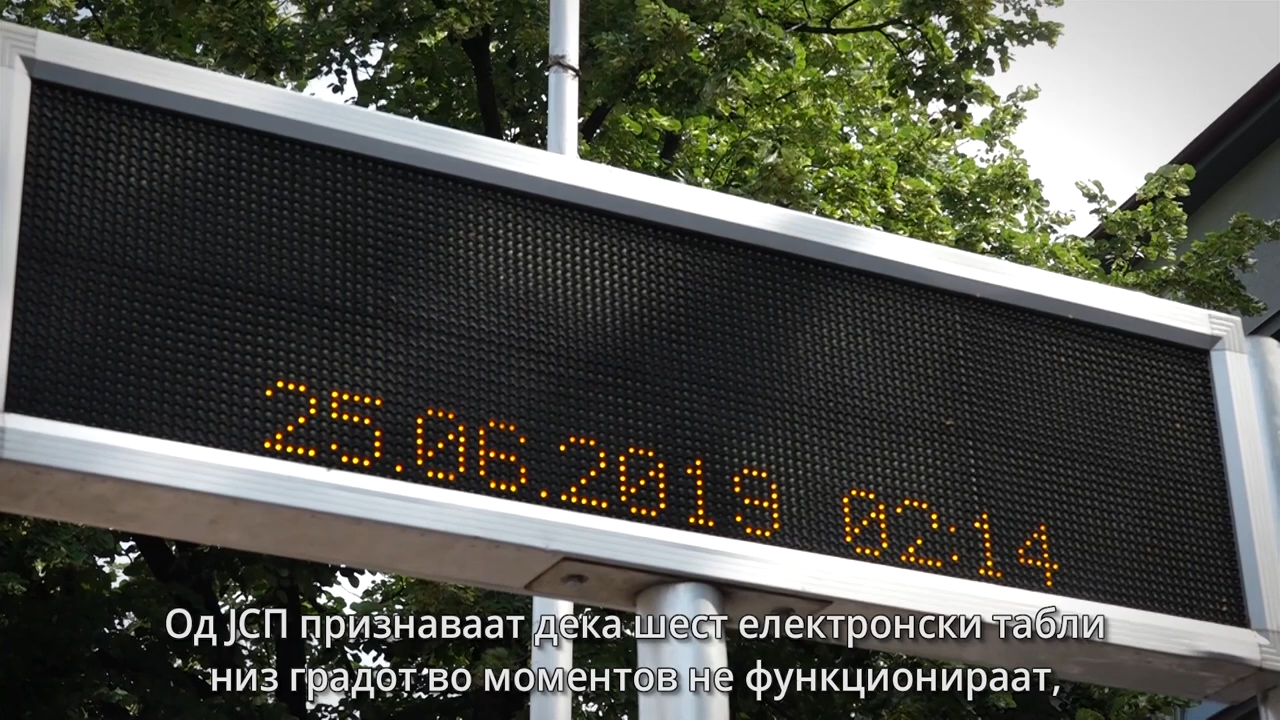 25.06.2019 02:14
Од ЈСП признаваат дека шест електронски табли
низ градот во моментов не функционираат,